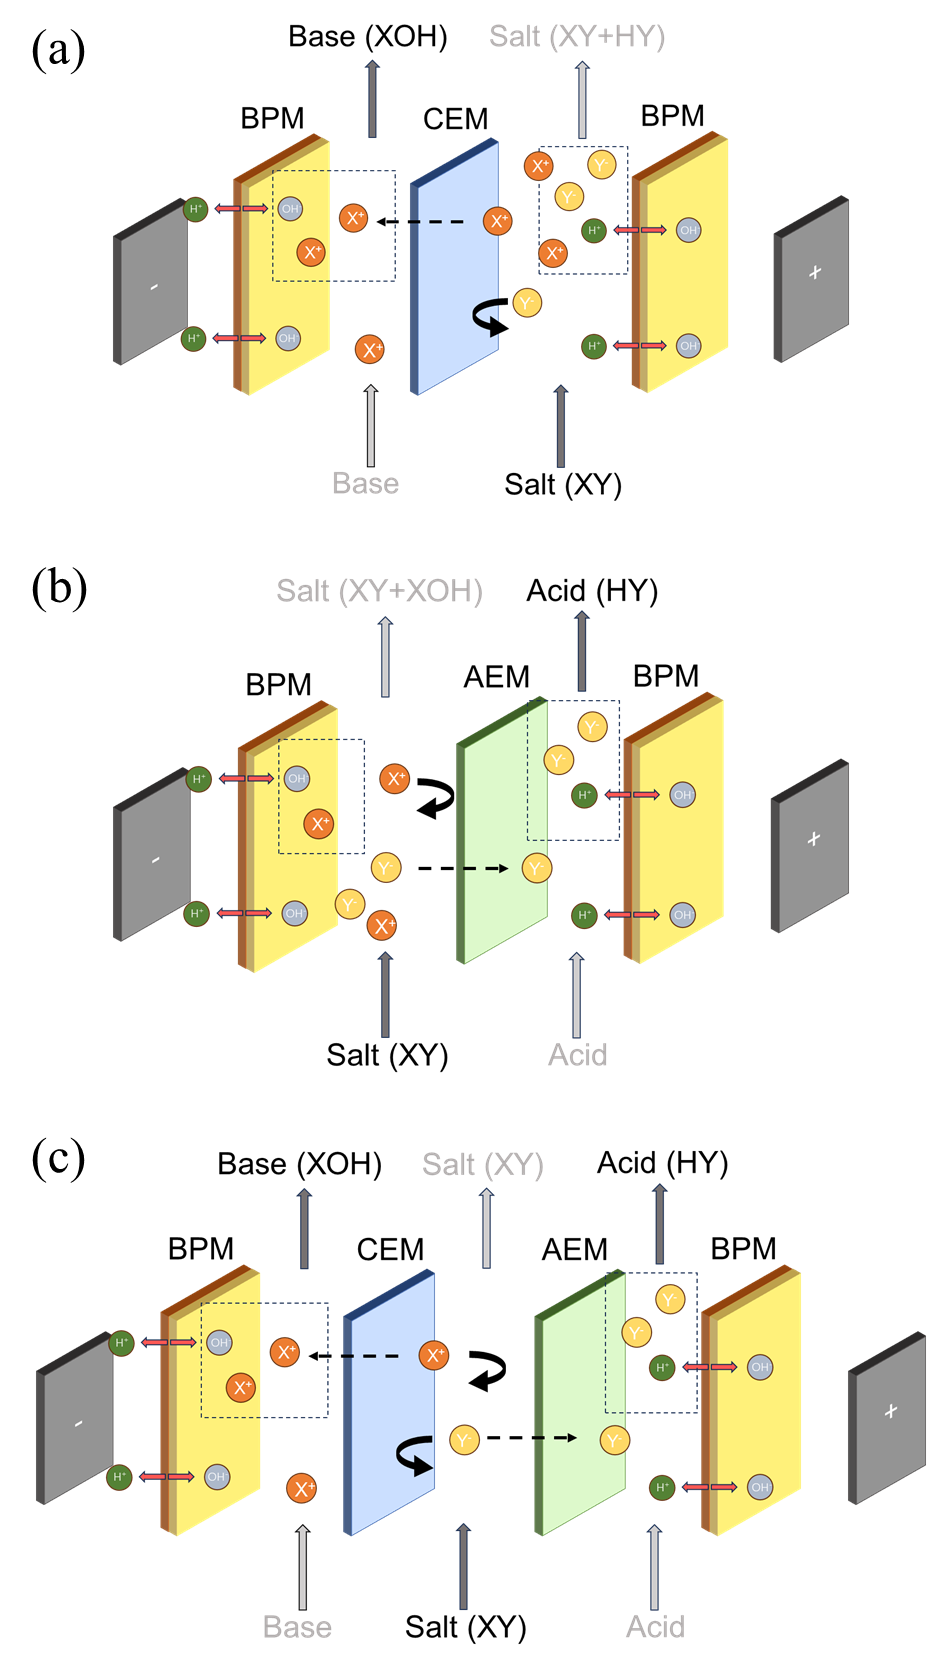 (a)
Base (XOH) Salt (XY+HY)
BPM CEM BPM
H⁺ OH X⁺ X⁺ X⁺ Y⁻ Y⁻ H⁺ OH
X⁺ X⁺
- +
Y⁻
H⁺ OH⁻ X⁺ H⁺ OH
Base Salt (XY)
(b)
Salt (XY+XOH) Acid (HY)
BPM AEM BPM
Y⁻
Y⁻
H⁺ OH X⁺ H⁺ OH⁻
X⁺
- +
Y⁻ Y⁻
Y⁻
H⁺ OH⁻ X⁺ H⁺ OH⁻
Salt (XY) Acid
(c)
Base (XOH) Salt (XY) Acid (HY)
BPM CEM AEM BPM
Y⁻
Y⁻
H⁺ OH⁻ X⁺ X⁺ H⁺ OH
X⁺
- +
Y⁻ Y⁻
H⁺ OH⁻ X⁺ H⁺ OH
Base Salt (XY) Acid